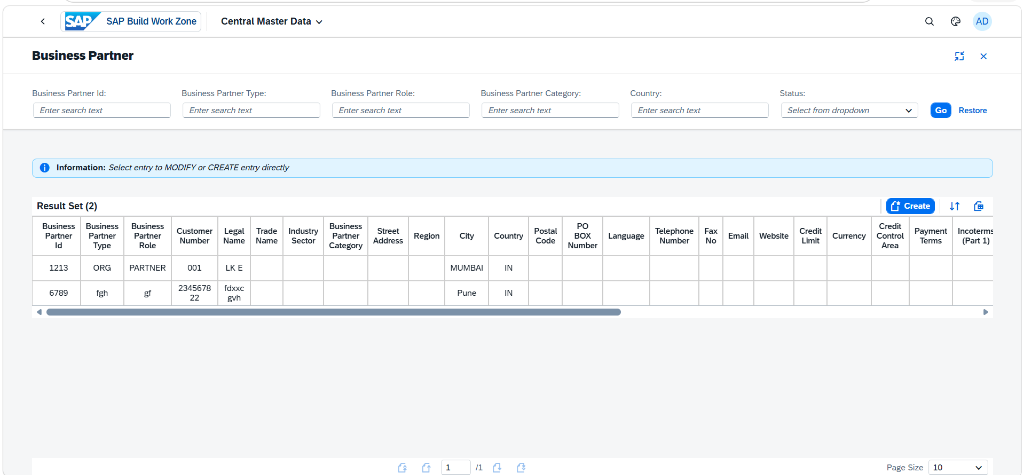 SAP SAP Build Work Zone Central Master Data AD
Business Partner
Business Partner Id: Business Partner Type: Business Partner Role: Business Partner Category: Country: Status:
Enter search text Enter search text Enter search text Enter search text Enter search text Select from dropdown Go Restore
Information: Select entry to MODIFY or CREATE entry directly
Result Set (2) Create
Business Partner Id Business Partner Type Business Partner Role Customer Number Legal Name Trade Name Industry Sector Business Partner Category Street Address Region City Country Postal Code PO BOX Number Language Telephone Number Fax No Email Website Credit Limit Currency Credit Control Area Payment Terms Incoterms (Part 1)
1213 ORG PARTNER 001 LK E MUMBAI IN
6789 fgh gf 2345678 22 fdxxc gvh Pune IN
1 /1 Page Size 10